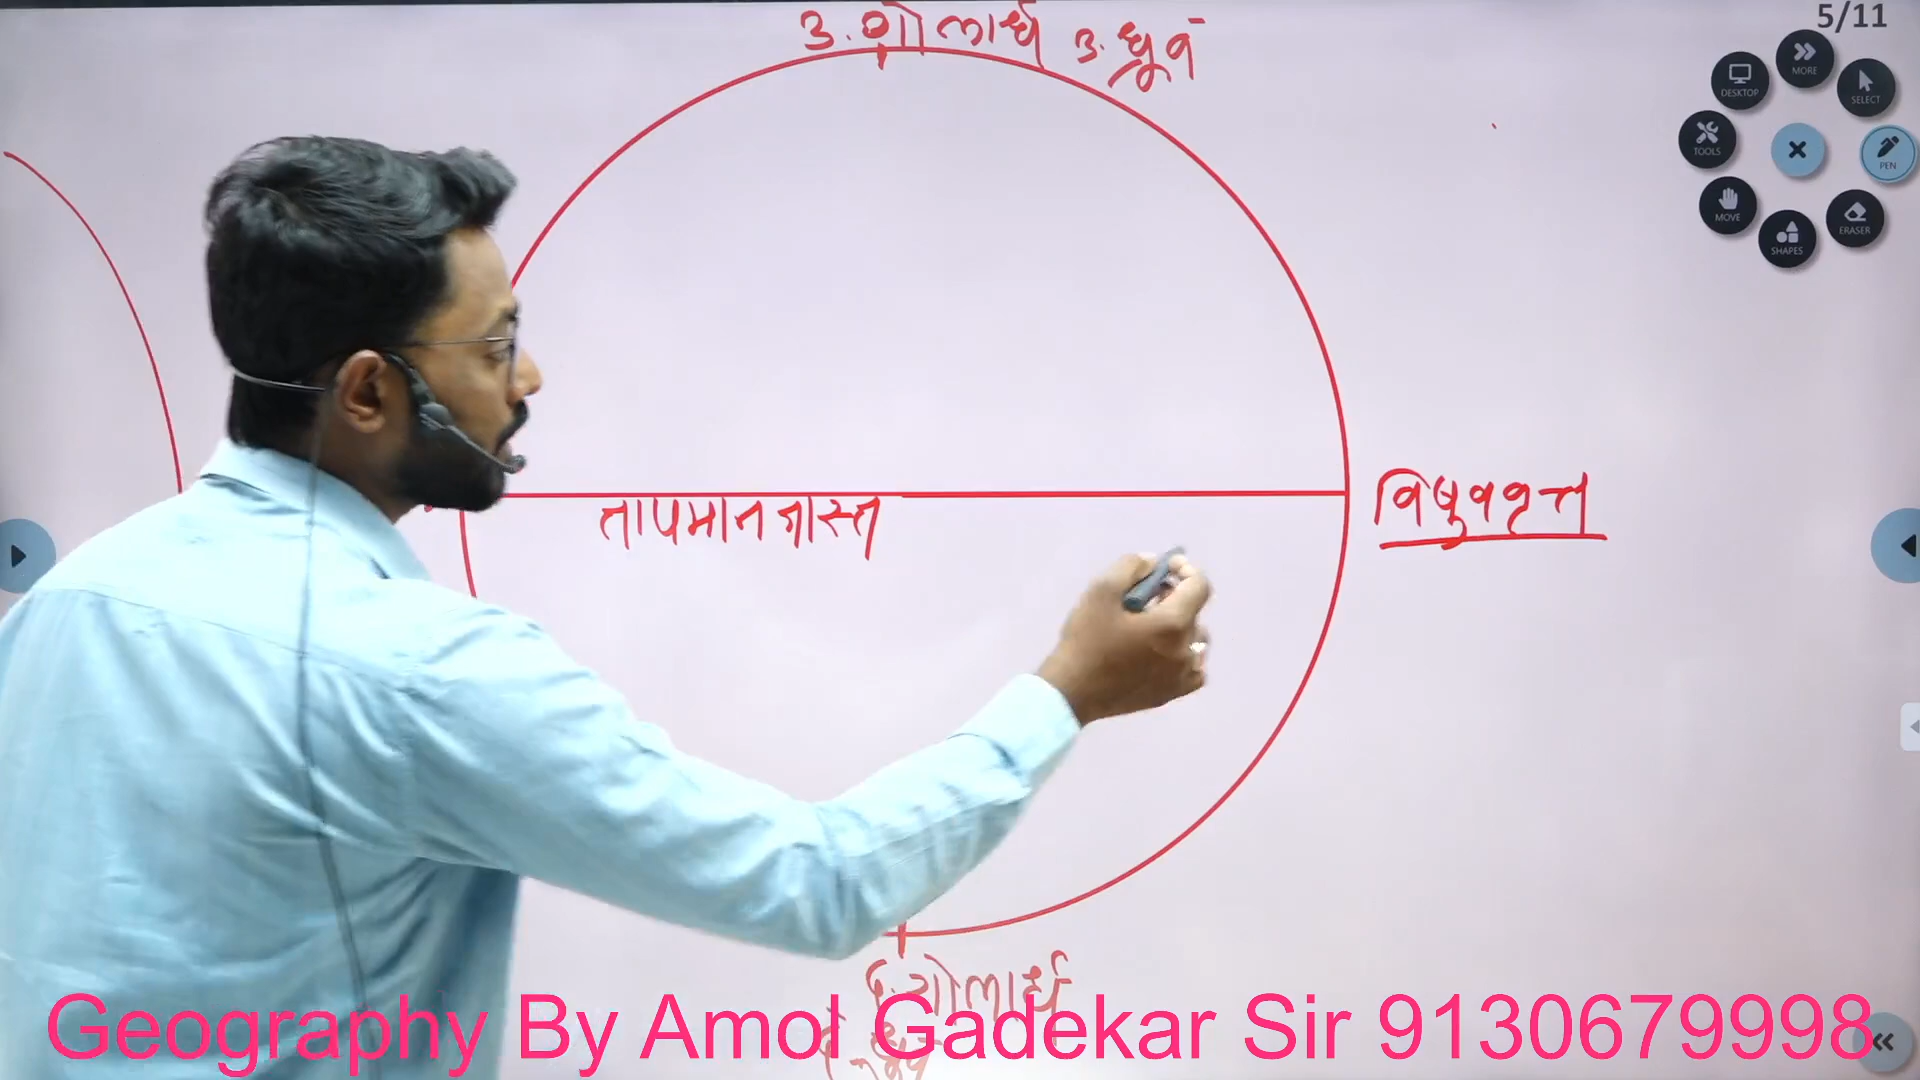 5/11
उ. गोलार्ध उ. ध्रुव
MORE
DESKTOP
SELECT
TOOLS
PEN
MOVE
ERASER
SHAPES
विषुववृत्त
तापमान जास्त
द. गोलार्ध
द. ध्रुव
Geography By Amol Gadekar Sir 9130679998